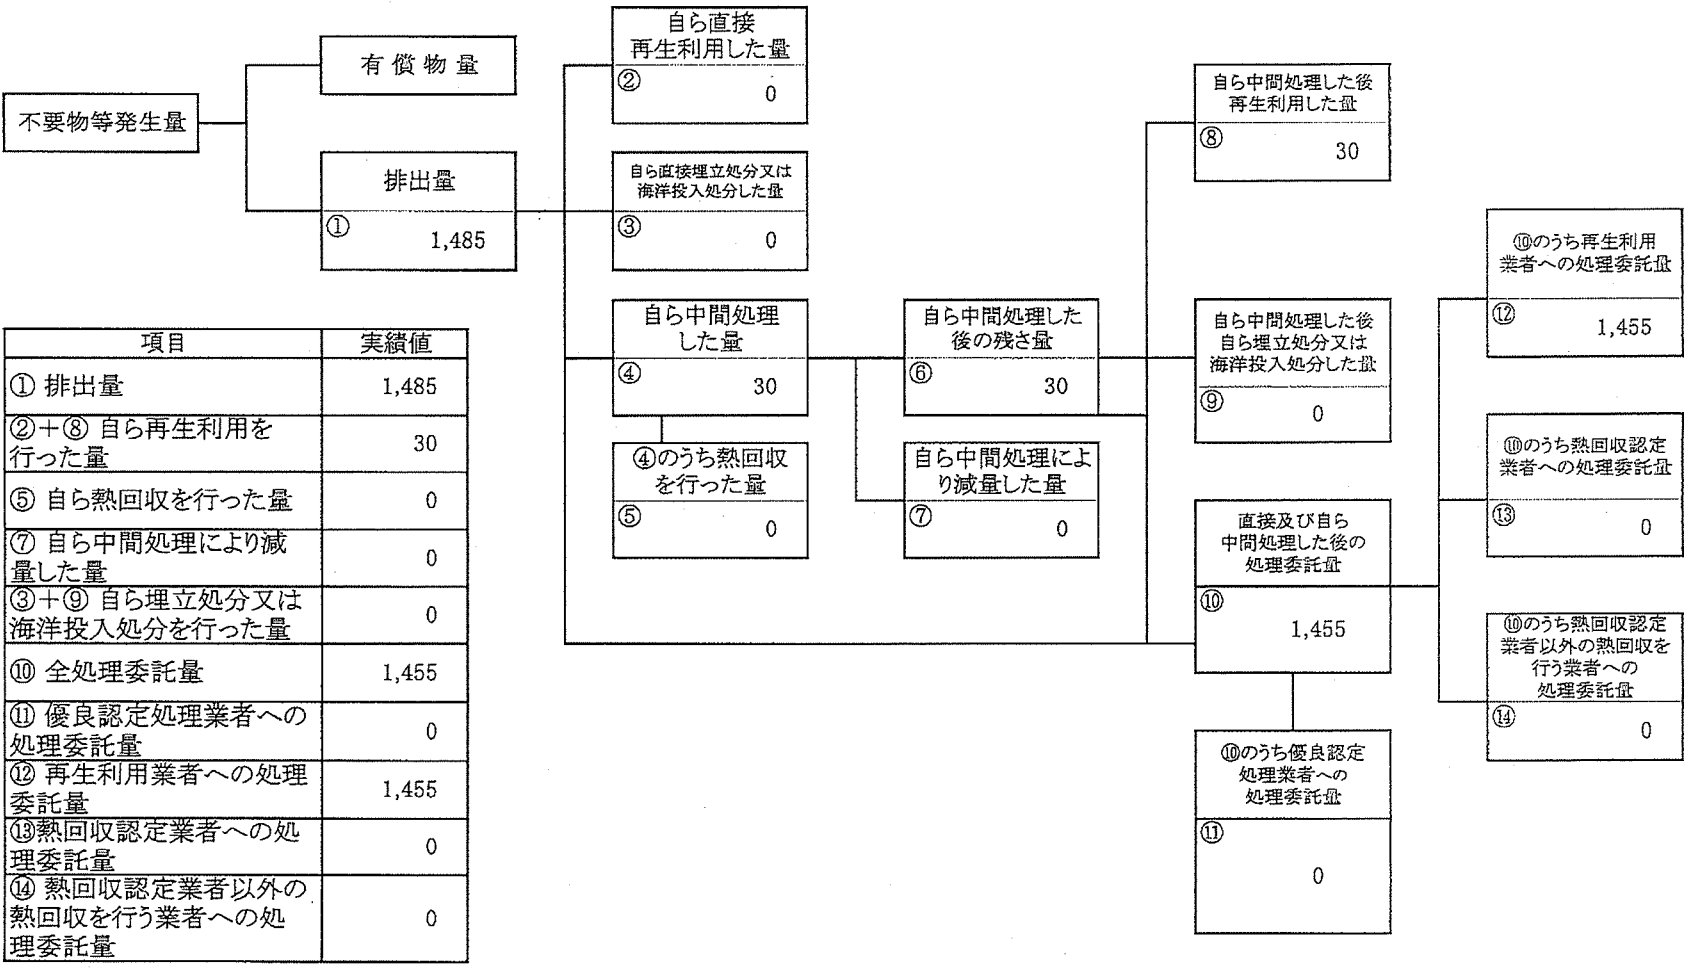 不要物等発生量
有償物量
排出量
①
1,485
自ら直接
再生利用した量
②
0
自ら直接埋立処分又は
海洋投入処分した量
③
0
自ら中間処理
した量
④
30
④のうち熱回収
を行った量
⑤
0
自ら中間処理した
後の残さ量
⑥
30
自ら中間処理によ
り減量した量
⑦
0
自ら中間処理した後
再生利用した量
⑧
30
自ら中間処理した後
自ら埋立処分又は
海洋投入処分した量
⑨
0
直接及び自ら
中間処理した後の
処理委託量
⑩
1,455
⑩のうち優良認定
処理業者への
処理委託量
⑪
0
⑩のうち再生利用
業者への処理委託量
⑫
1,455
⑩のうち熱回収認定
業者への処理委託量
⑬
0
⑩のうち熱回収認定
業者以外の熱回収を
行う業者への
処理委託量
⑭
0
項目 実績値
① 排出量 1,485
②＋⑧ 自ら再生利用を
行った量 30
⑤ 自ら熱回収を行った量 0
⑦ 自ら中間処理により減
量した量 0
③＋⑨ 自ら埋立処分又は
海洋投入処分を行った量 0
⑩ 全処理委託量 1,455
⑪ 優良認定処理業者への
処理委託量 0
⑫ 再生利用業者への処理
委託量 1,455
⑬熱回収認定業者への処
理委託量 0
⑭ 熱回収認定業者以外の
熱回収を行う業者への処
理委託量 0